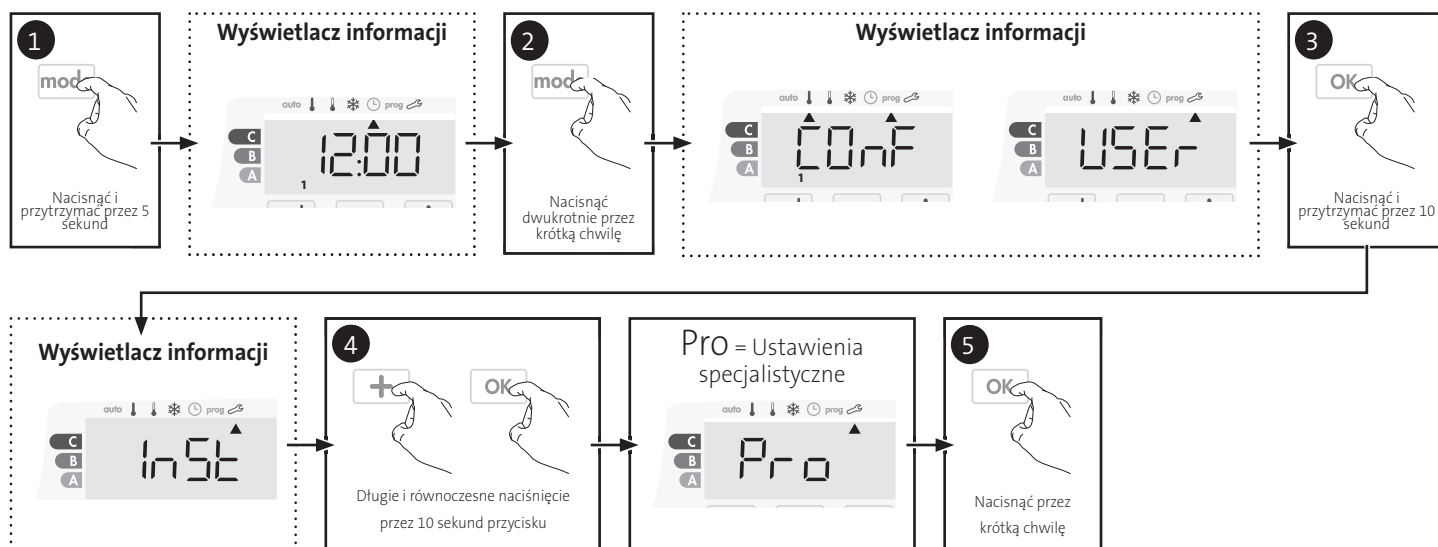 1
mod
Nacisnąć i
przytrzymać przez 5
sekund
Wyświetlacz informacji
auto prog
C
B
A
12:00
1
2
mod
Nacisnąć
dwukrotnie przez
krótką chwilę
Wyświetlacz informacji
auto prog
C
B
A
COnF
1
auto prog
C
B
A
USEr
3
OK
Nacisnąć i
przytrzymać przez 10
sekund
Wyświetlacz informacji
auto prog
C
B
A
InSt
4
+
OK
Długie i równoczesne naciśnięcie
przez 10 sekund przycisku
Pro = Ustawienia
specjalistyczne
auto prog
C
B
A
Pro
5
OK
Nacisnąć przez
krótką chwilę